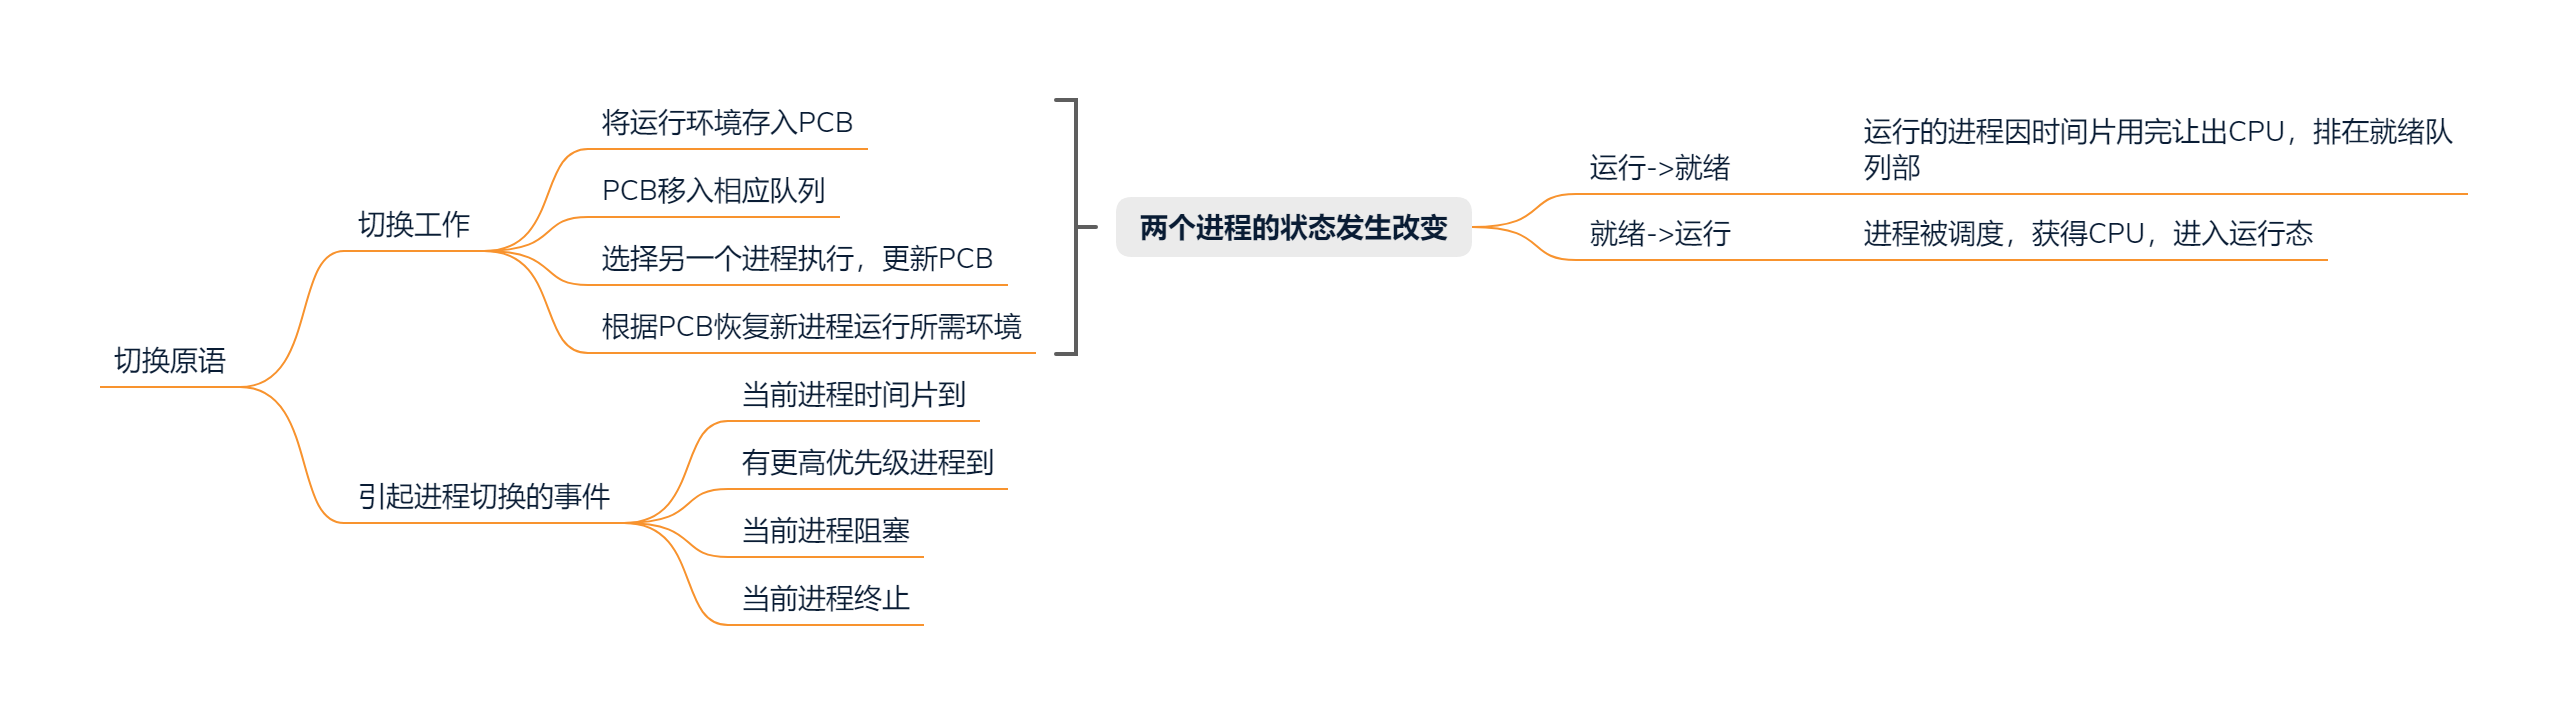 切换原语
切换工作
将运行环境存入PCB
PCB移入相应队列
选择另一个进程执行，更新PCB
根据PCB恢复新进程运行所需环境
两个进程的状态发生改变
运行->就绪
运行的进程因时间片用完让出CPU，排在就绪队
列部
就绪->运行
进程被调度，获得CPU，进入运行态
引起进程切换的事件
当前进程时间片到
有更高优先级进程到
当前进程阻塞
当前进程终止